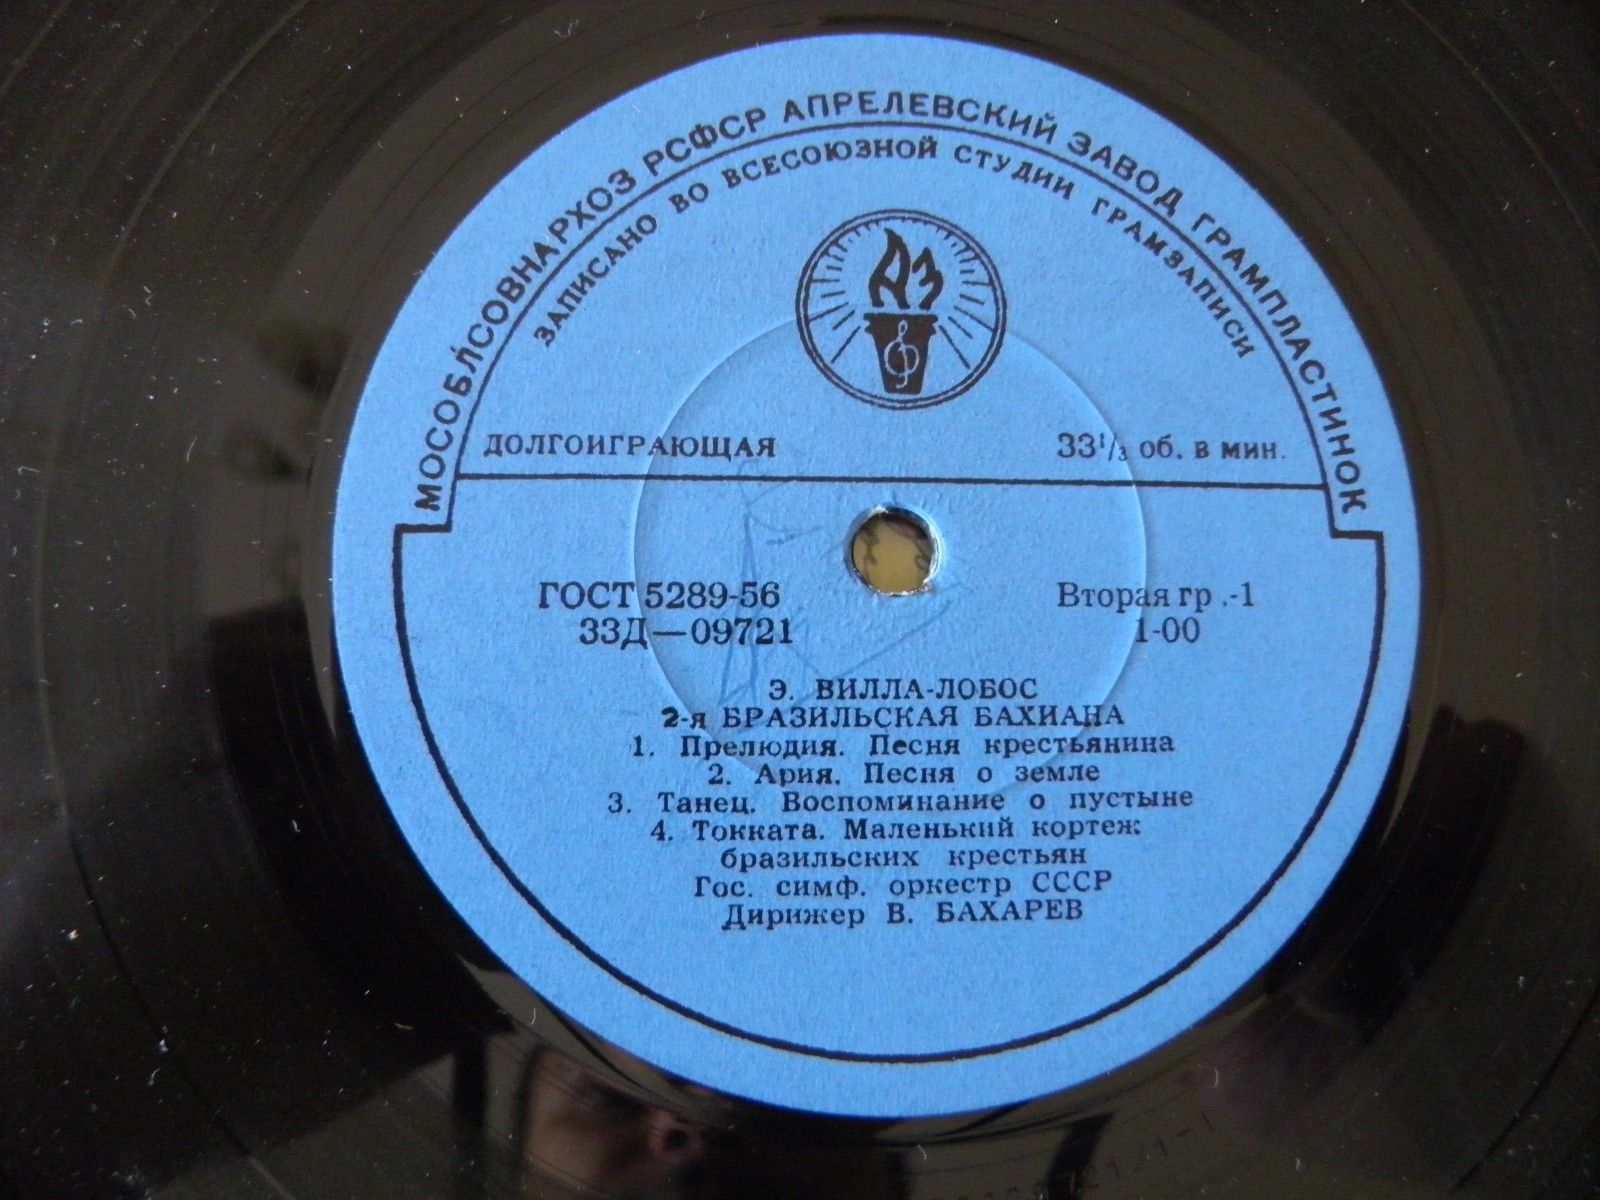 МОСОБЛСОВНАРХОЗ РСФСР АПРЕЛЕВСКИЙ ЗАВОД ГРАМПЛАСТИНОК
ЗАПИСАНО ВО ВСЕСОЮЗНОЙ СТУДИИ ГРАМЗАПИСИ
АЗ
ДОЛГОИГРАЮЩАЯ 33⅓ об. в мин.
ГОСТ 5289-56 Вторая гр.-1
33Д—09721 1-00
Э. ВИЛЛА-ЛОБОС
2-я БРАЗИЛЬСКАЯ БАХИАНА
1. Прелюдия. Песня крестьянина
2. Ария. Песня о земле
3. Танец. Воспоминание о пустыне
4. Токката. Маленький кортеж
бразильских крестьян
Гос. симф. оркестр СССР
Дирижер В. БАХАРЕВ